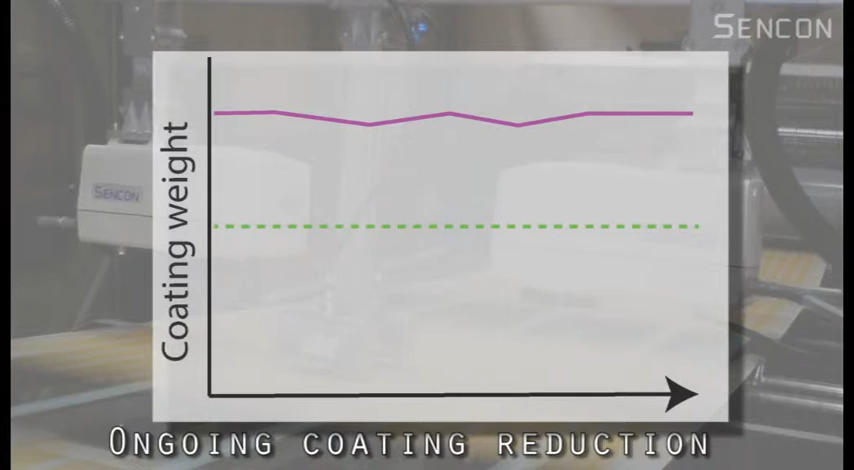 SENCON
SENCON
Coating weight
ONGOING COATING REDUCTION